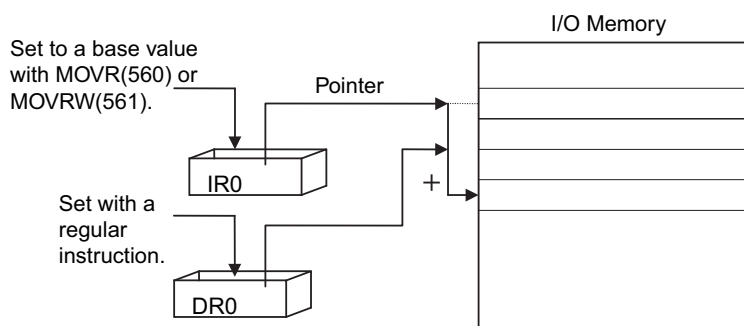 I/O Memory
Set to a base value
with MOVR(560) or
MOVRW(561).
Pointer
IR0
+
Set with a
regular
instruction.
DR0